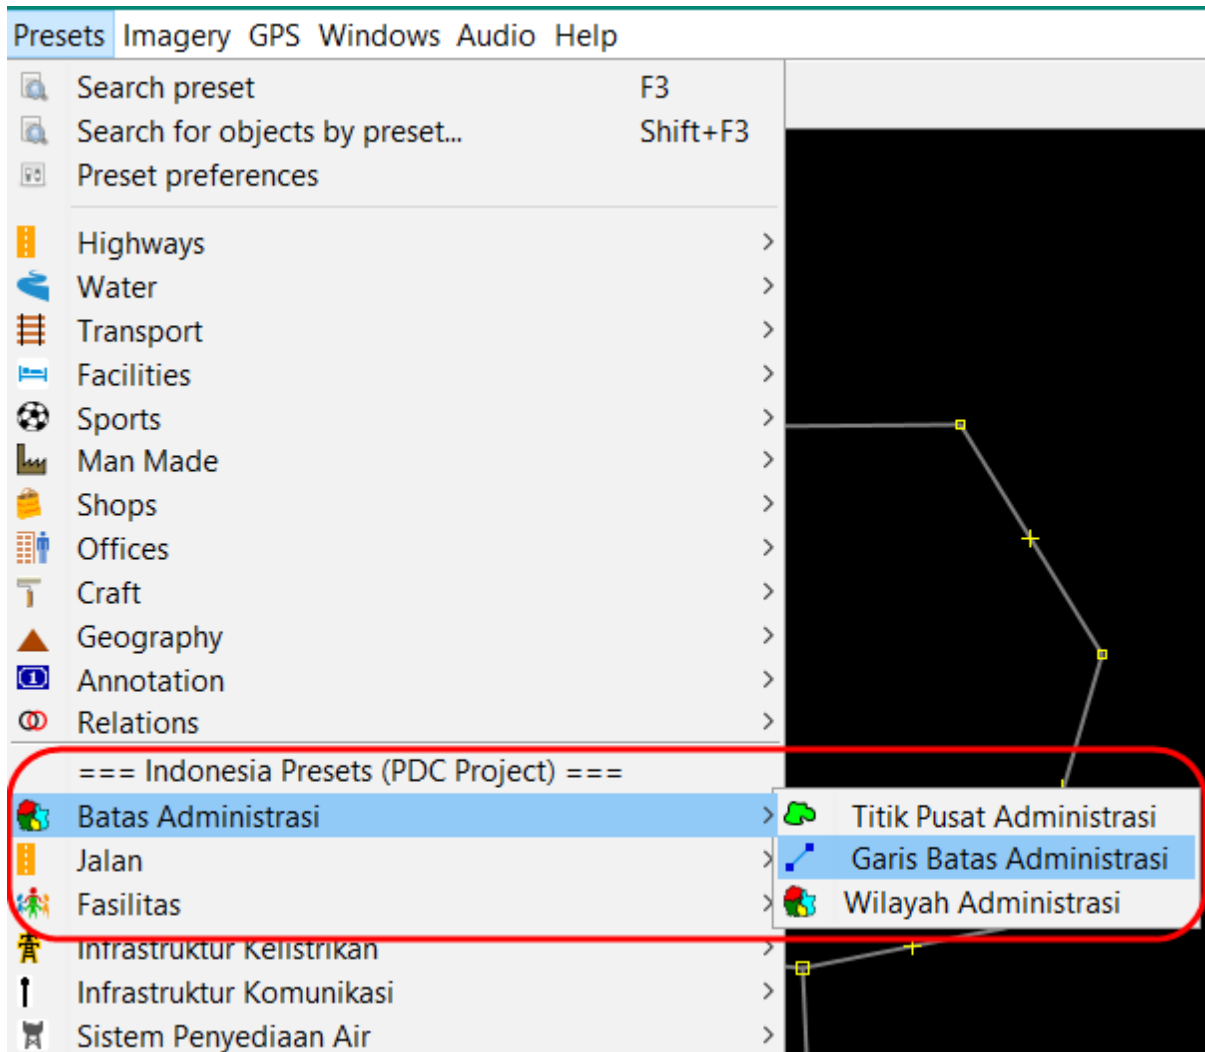 Presets Imagery GPS Windows Audio Help
Search preset F3
Search for objects by preset... Shift+F3
Preset preferences
Highways
Water
Transport
Facilities
Sports
Man Made
Shops
Offices
Craft
Geography
Annotation
Relations
=== Indonesia Presets (PDC Project) ===
Batas Administrasi
Titik Pusat Administrasi
Jalan
Garis Batas Administrasi
Fasilitas
Wilayah Administrasi
Infrastruktur Kelistrikan
Infrastruktur Komunikasi
Sistem Penyediaan Air